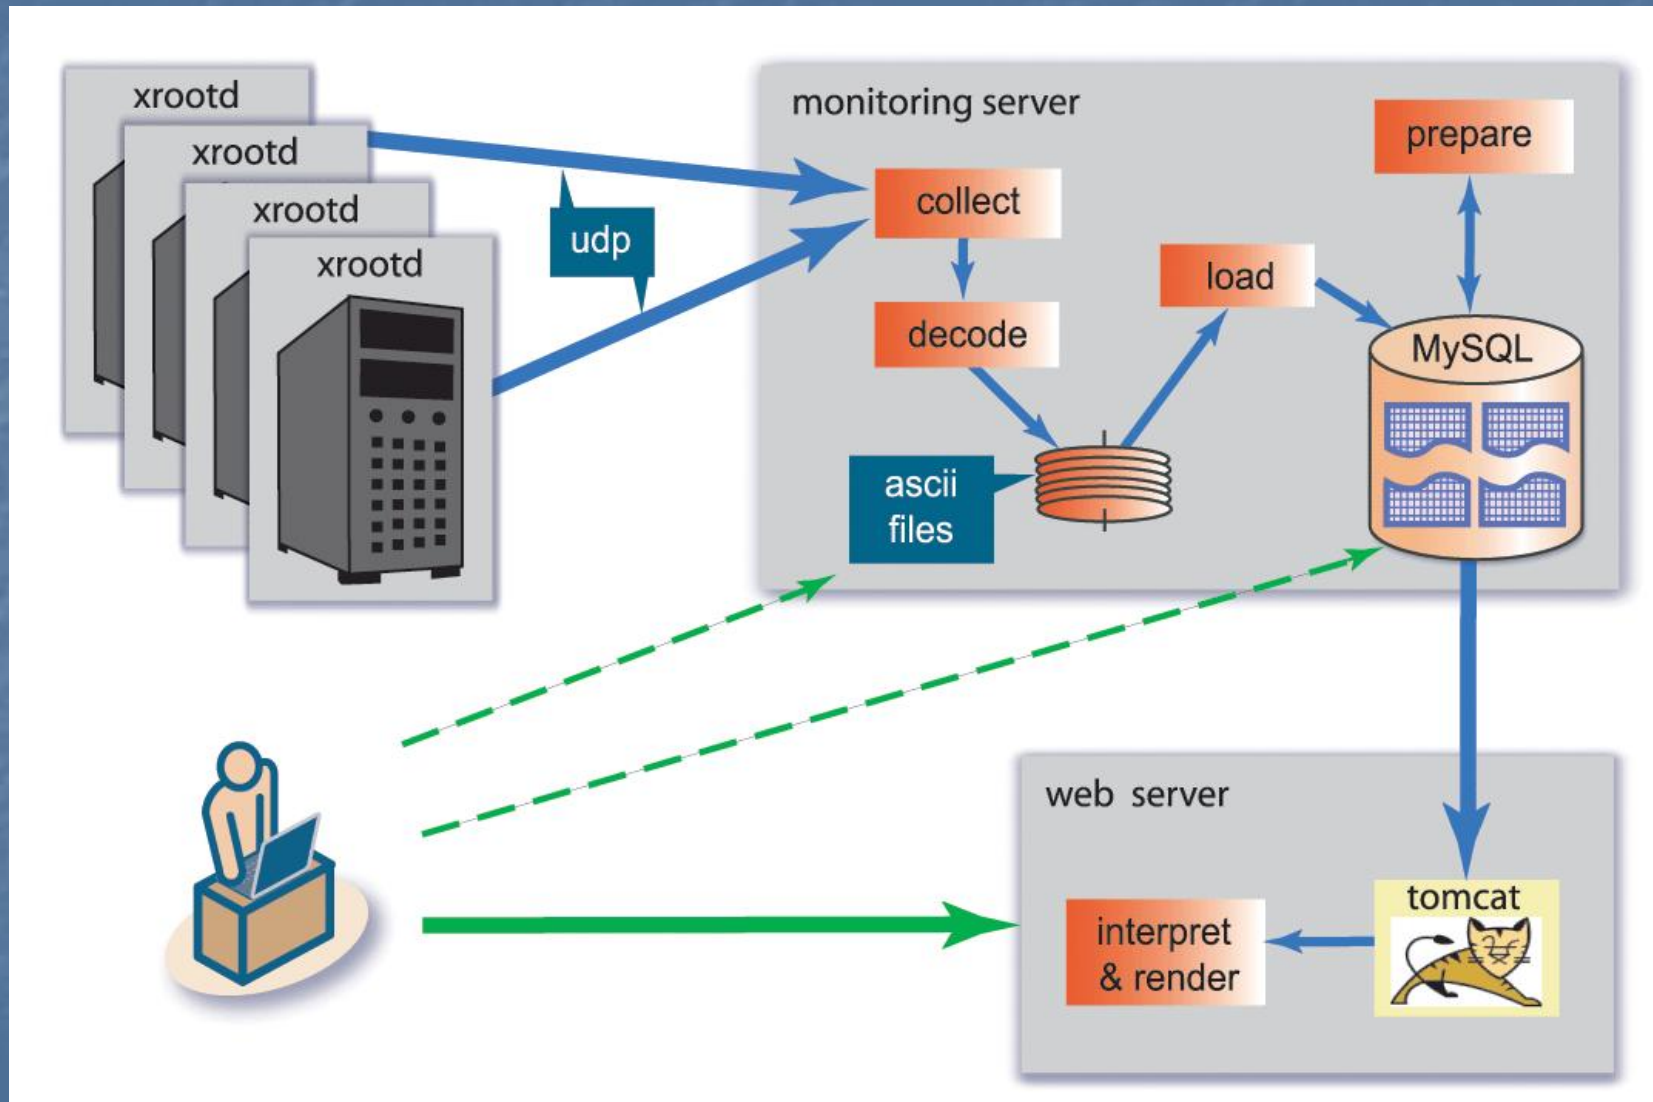 xrootd
xrootd
xrootd
xrootd
udp
monitoring server
collect
decode
ascii
files
load
prepare
MySQL
web server
interpret
& render
tomcat